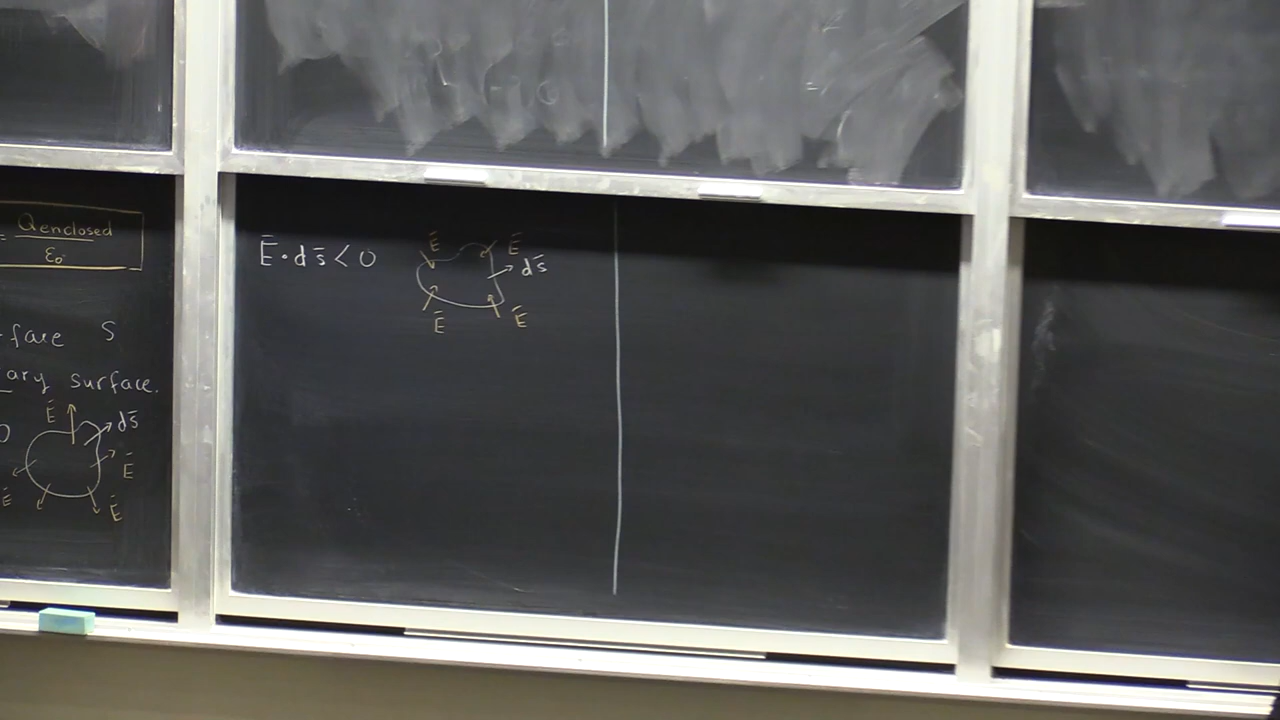 = Qenclosed / ε₀
face S
ary surface.
Ē
ds̄
Ē
Ē
Ē
Ē · ds̄ < 0
Ē
Ē
ds̄
Ē
Ē